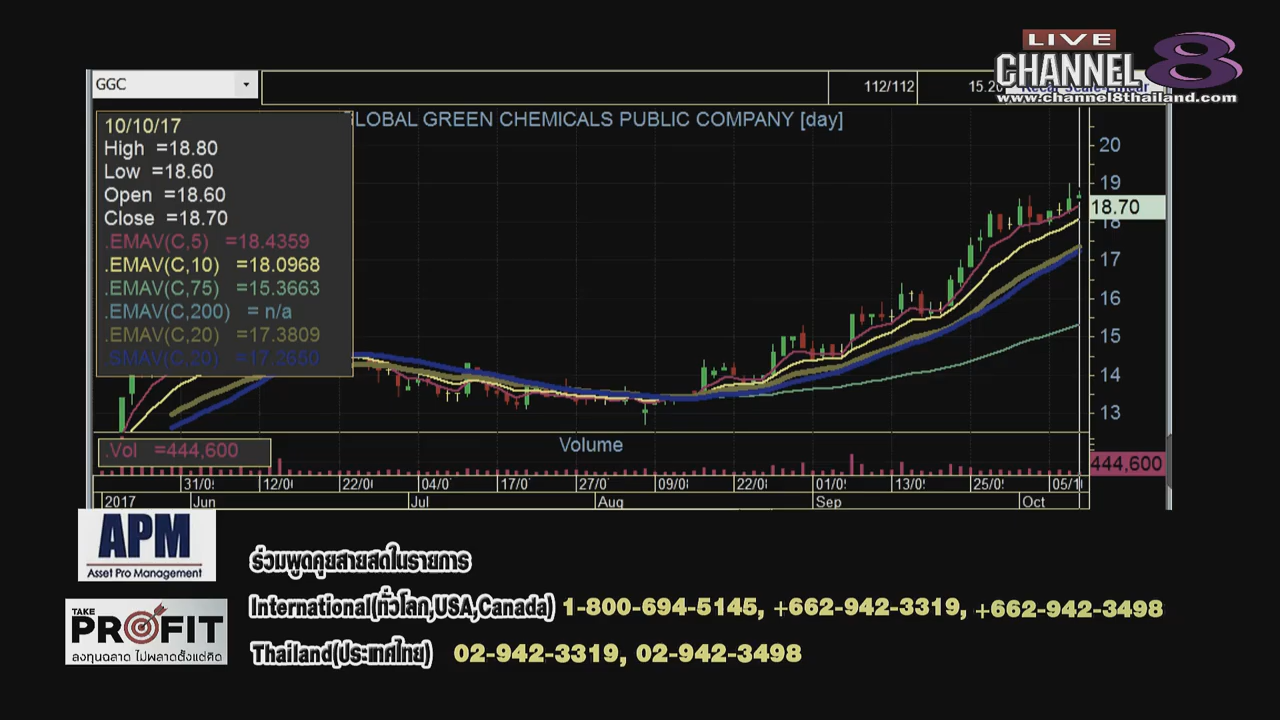 LIVE
CHANNEL 8
www.channel8thailand.com
GGC
112/112
15.20
GLOBAL GREEN CHEMICALS PUBLIC COMPANY [day]
10/10/17
High =18.80
Low =18.60
Open =18.60
Close =18.70
.EMAV(C,5) =18.4359
.EMAV(C,10) =18.0968
.EMAV(C,75) =15.3663
.EMAV(C,200) = n/a
.EMAV(C,20) =17.3809
.SMAV(C,20) =17.2650
20
19
18.70
18
17
16
15
14
13
.Vol =444,600
Volume
444,600
31/05 12/0 22/0 04/0 17/0 27/0 09/0 22/0 01/0 13/0 25/0 05/1
2017 Jun Jul Aug Sep Oct
APM
Asset Pro Management
ร่วมพูดคุยสายสดในรายการ
International(ทั่วโลก,USA,Canada) 1-800-694-5145, +662-942-3319, +662-942-3498
TAKE
PROFIT
ลงทุนฉลาด ไม่พลาดตั้งแต่คิด
Thailand(ประเทศไทย) 02-942-3319, 02-942-3498